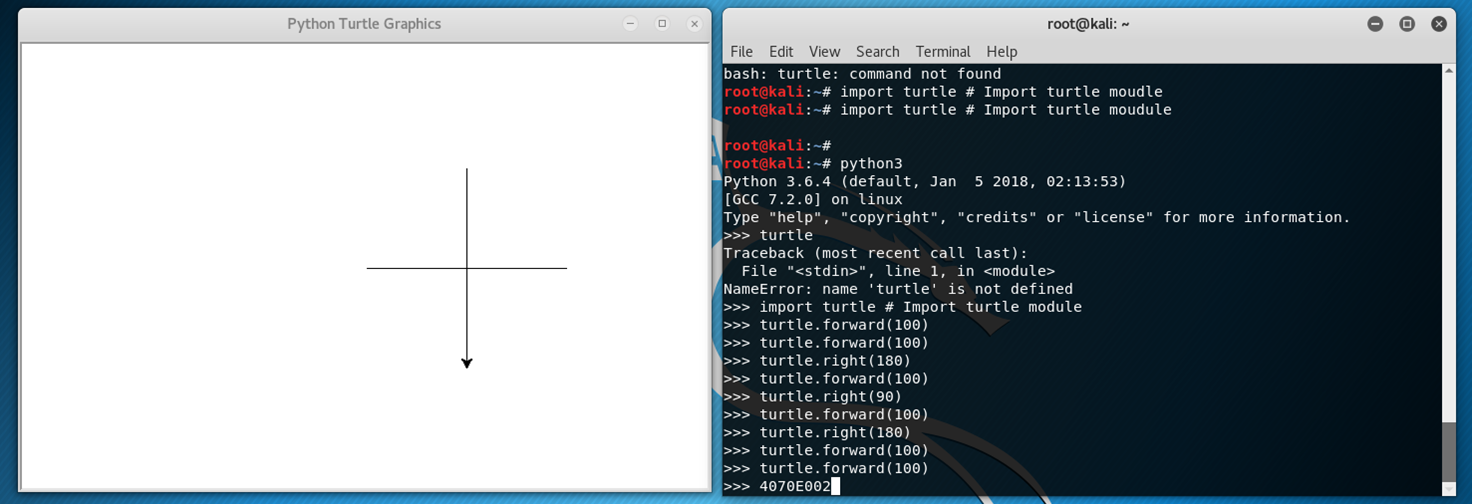 Python Turtle Graphics
root@kali: ~
File Edit View Search Terminal Help
bash: turtle: command not found
root@kali:~# import turtle # Import turtle moudle
root@kali:~# import turtle # Import turtle moudule
root@kali:~#
root@kali:~# python3
Python 3.6.4 (default, Jan  5 2018, 02:13:53)
[GCC 7.2.0] on linux
Type "help", "copyright", "credits" or "license" for more information.
>>> turtle
Traceback (most recent call last):
  File "<stdin>", line 1, in <module>
NameError: name 'turtle' is not defined
>>> import turtle # Import turtle module
>>> turtle.forward(100)
>>> turtle.forward(100)
>>> turtle.right(180)
>>> turtle.forward(100)
>>> turtle.right(90)
>>> turtle.forward(100)
>>> turtle.right(180)
>>> turtle.forward(100)
>>> turtle.forward(100)
>>> 4070E002